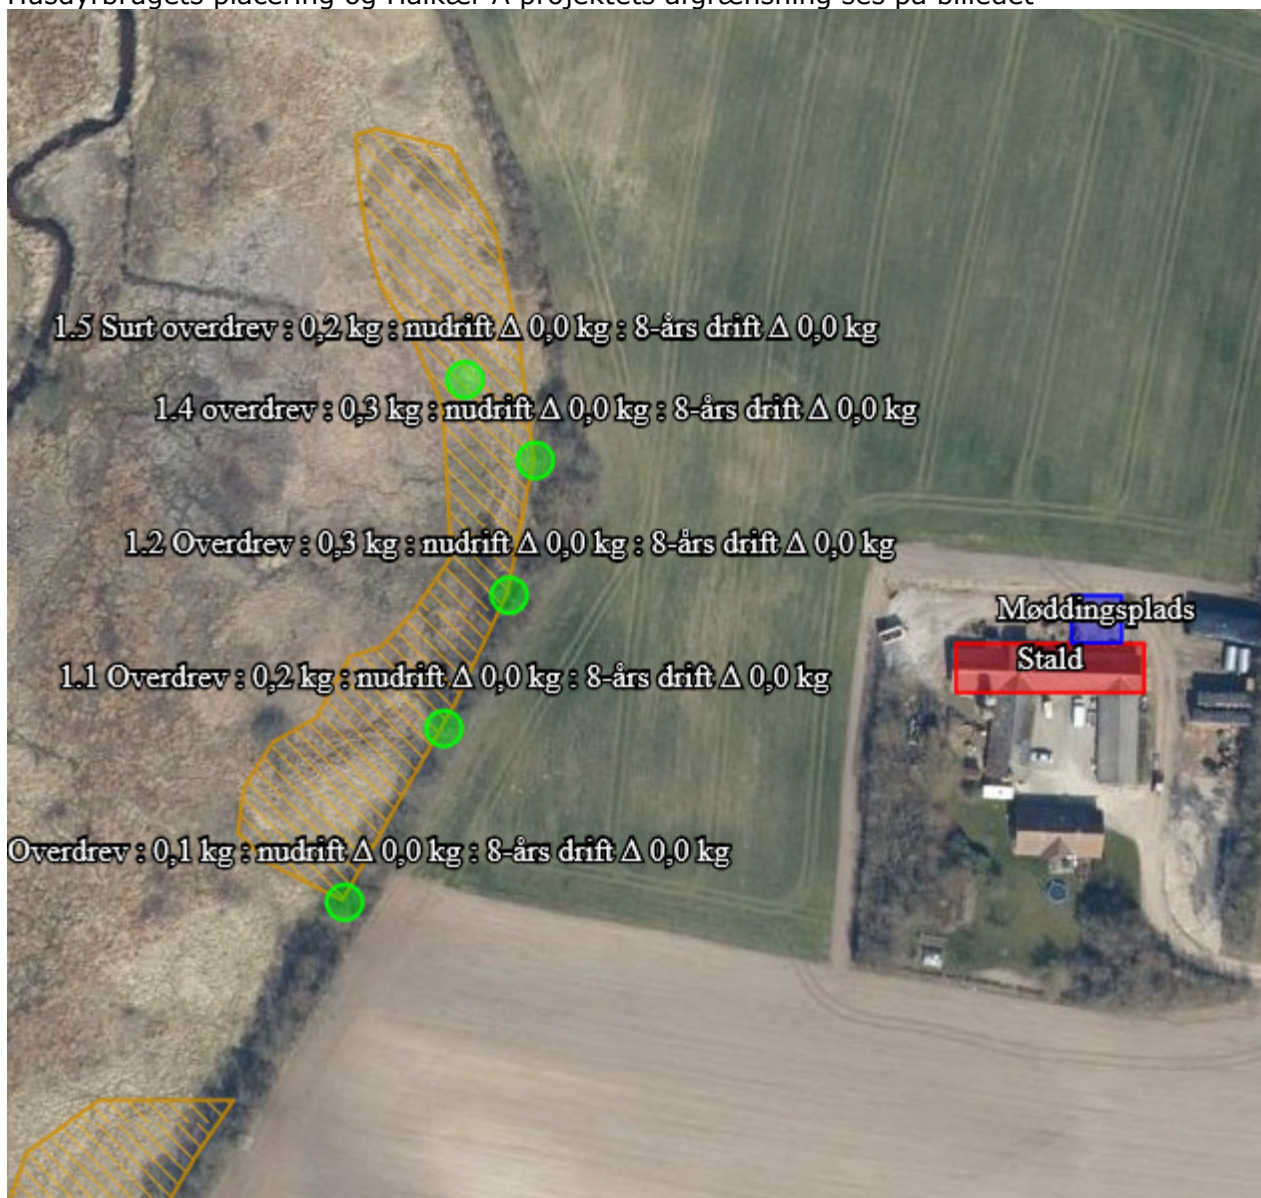 Husdyrbrugets placering og Halkær Å projektets afgrænsning ses på billedet
1.5 Surt overdrev : 0,2 kg : nudrift Δ 0,0 kg : 8-års drift Δ 0,0 kg
1.4 overdrev : 0,3 kg : nudrift Δ 0,0 kg : 8-års drift Δ 0,0 kg
1.2 Overdrev : 0,3 kg : nudrift Δ 0,0 kg : 8-års drift Δ 0,0 kg
Møddingsplads
Stald
1.1 Overdrev : 0,2 kg : nudrift Δ 0,0 kg : 8-års drift Δ 0,0 kg
Overdrev : 0,1 kg : nudrift Δ 0,0 kg : 8-års drift Δ 0,0 kg